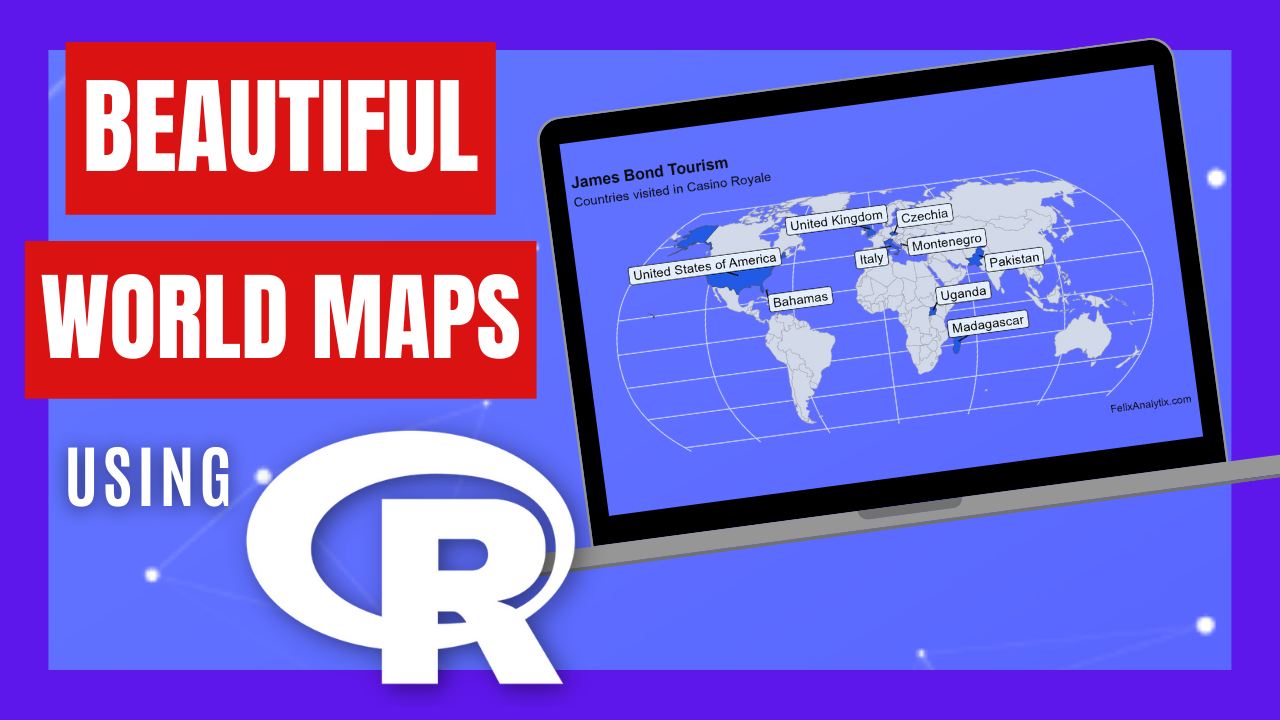 BEAUTIFUL
WORLD MAPS
USING
R
James Bond Tourism
Countries visited in Casino Royale
United Kingdom
Czechia
Montenegro
Italy
Pakistan
United States of America
Bahamas
Uganda
Madagascar
FelixAnalytix.com